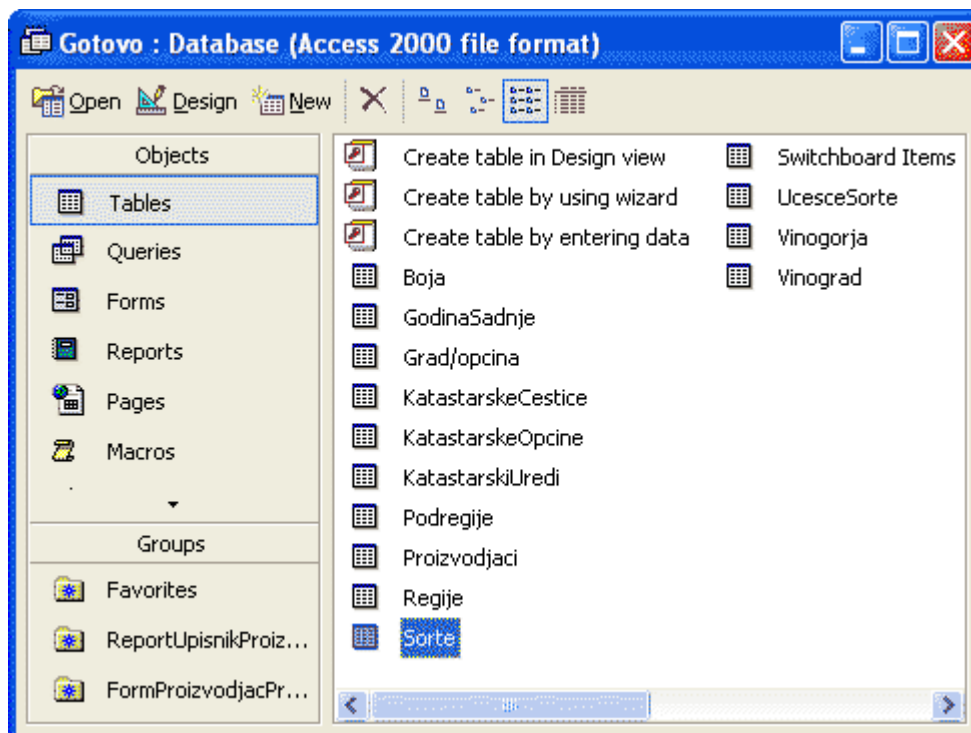 Gotovo : Database (Access 2000 file format)
Open Design New
Objects
Tables
Queries
Forms
Reports
Pages
Macros
Groups
Favorites
ReportUpisnikProiz...
FormProizvodjacPr...
Create table in Design view
Create table by using wizard
Create table by entering data
Boja
GodinaSadnje
Grad/opcina
KatastarskeCestice
KatastarskeOpcine
KatastarskiUredi
Podregije
Proizvodjaci
Regije
Sorte
Switchboard Items
UcesceSorte
Vinogorja
Vinograd